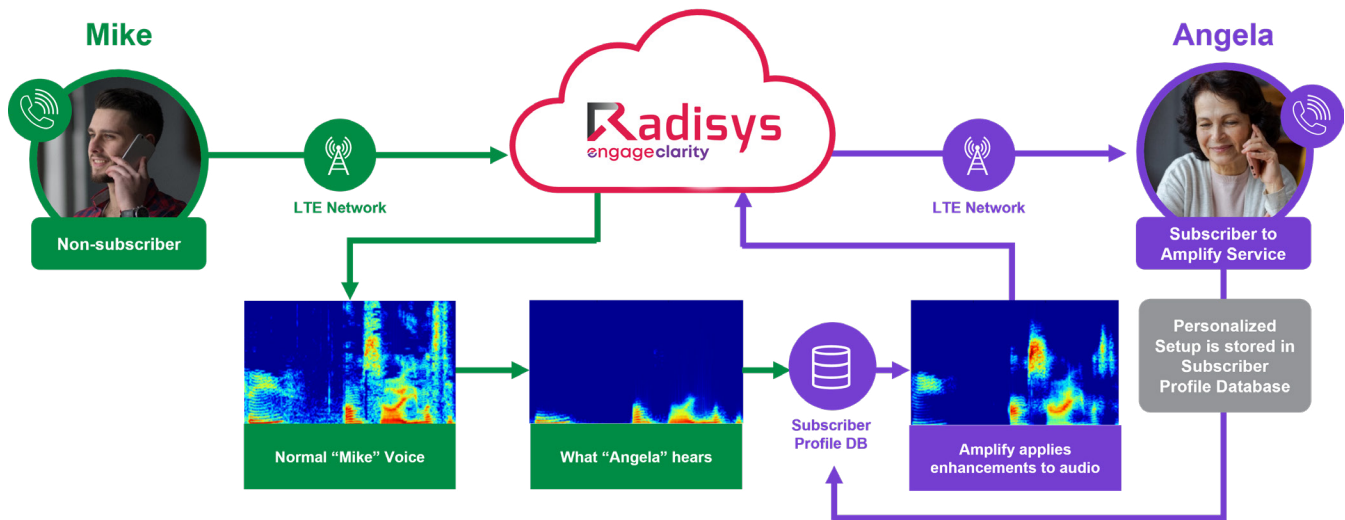 Mike
Angela
Radisys
engageclarity
LTE Network
LTE Network
Non-subscriber
Subscriber to
Amplify Service
Personalized
Setup is stored in
Subscriber
Profile Database
Normal “Mike” Voice
What “Angela” hears
Subscriber
Profile DB
Amplify applies
enhancements to audio